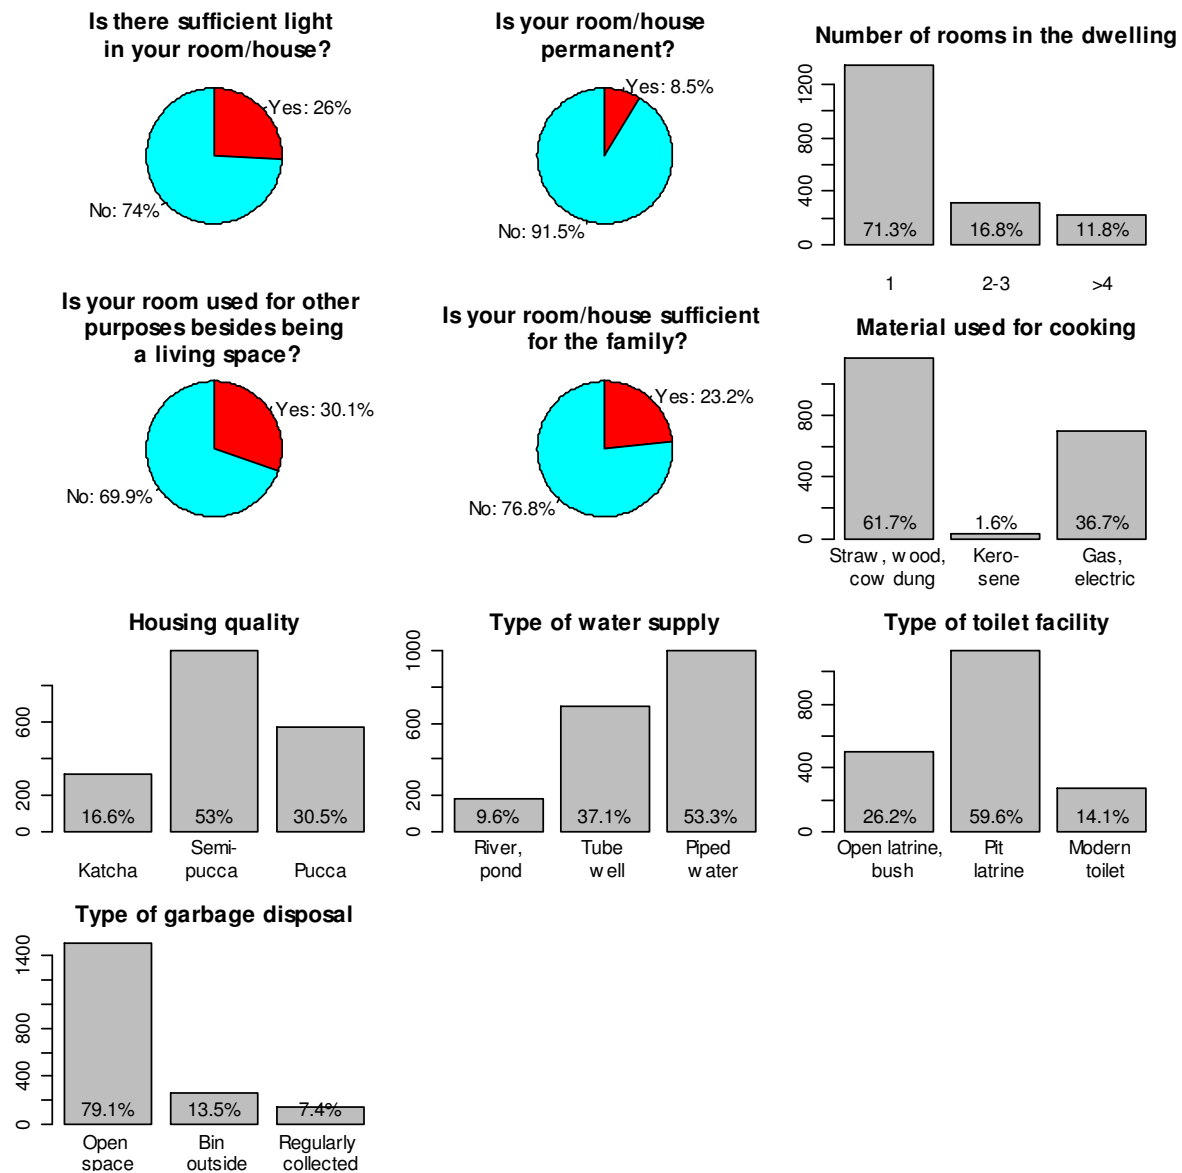 Is there sufficient light
in your room/house?
Yes: 26%
No: 74%
Is your room/house
permanent?
Yes: 8.5%
No: 91.5%
Number of rooms in the dwelling
1200
800
400
0
71.3%
16.8%
11.8%
1
2-3
>4
Is your room used for other
purposes besides being
a living space?
Yes: 30.1%
No: 69.9%
Is your room/house sufficient
for the family?
Yes: 23.2%
No: 76.8%
Material used for cooking
800
400
0
61.7%
1.6%
36.7%
Straw, wood,
cow dung
Kero-
sene
Gas,
electric
Housing quality
600
200
0
16.6%
53%
30.5%
Katcha
Semi-
pucca
Pucca
Type of water supply
1000
600
200
0
9.6%
37.1%
53.3%
River,
pond
Tube
well
Piped
water
Type of toilet facility
800
400
0
26.2%
59.6%
14.1%
Open latrine,
bush
Pit
latrine
Modern
toilet
Type of garbage disposal
1400
800
400
0
79.1%
13.5%
7.4%
Open
space
Bin
outside
Regularly
collected